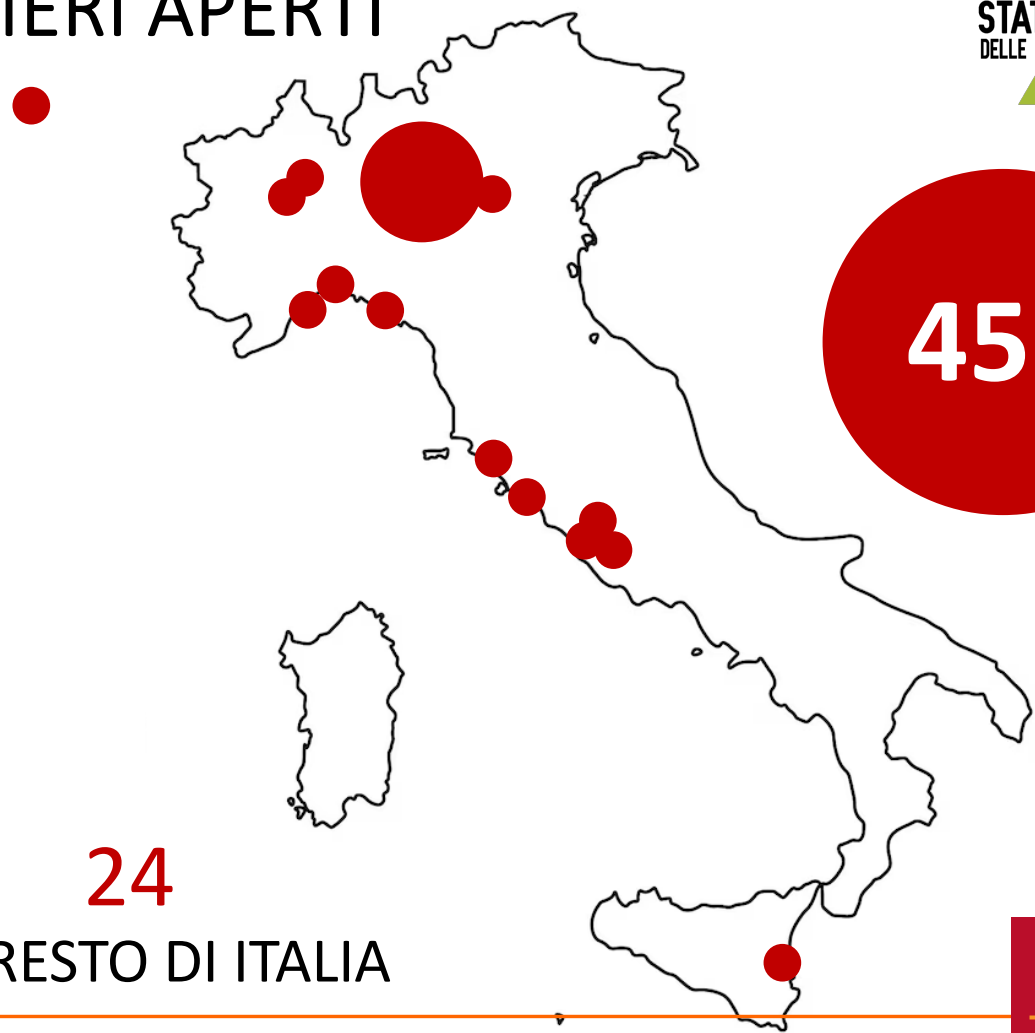 IERI APERTI
STAT
DELLE
45
24
RESTO DI ITALIA